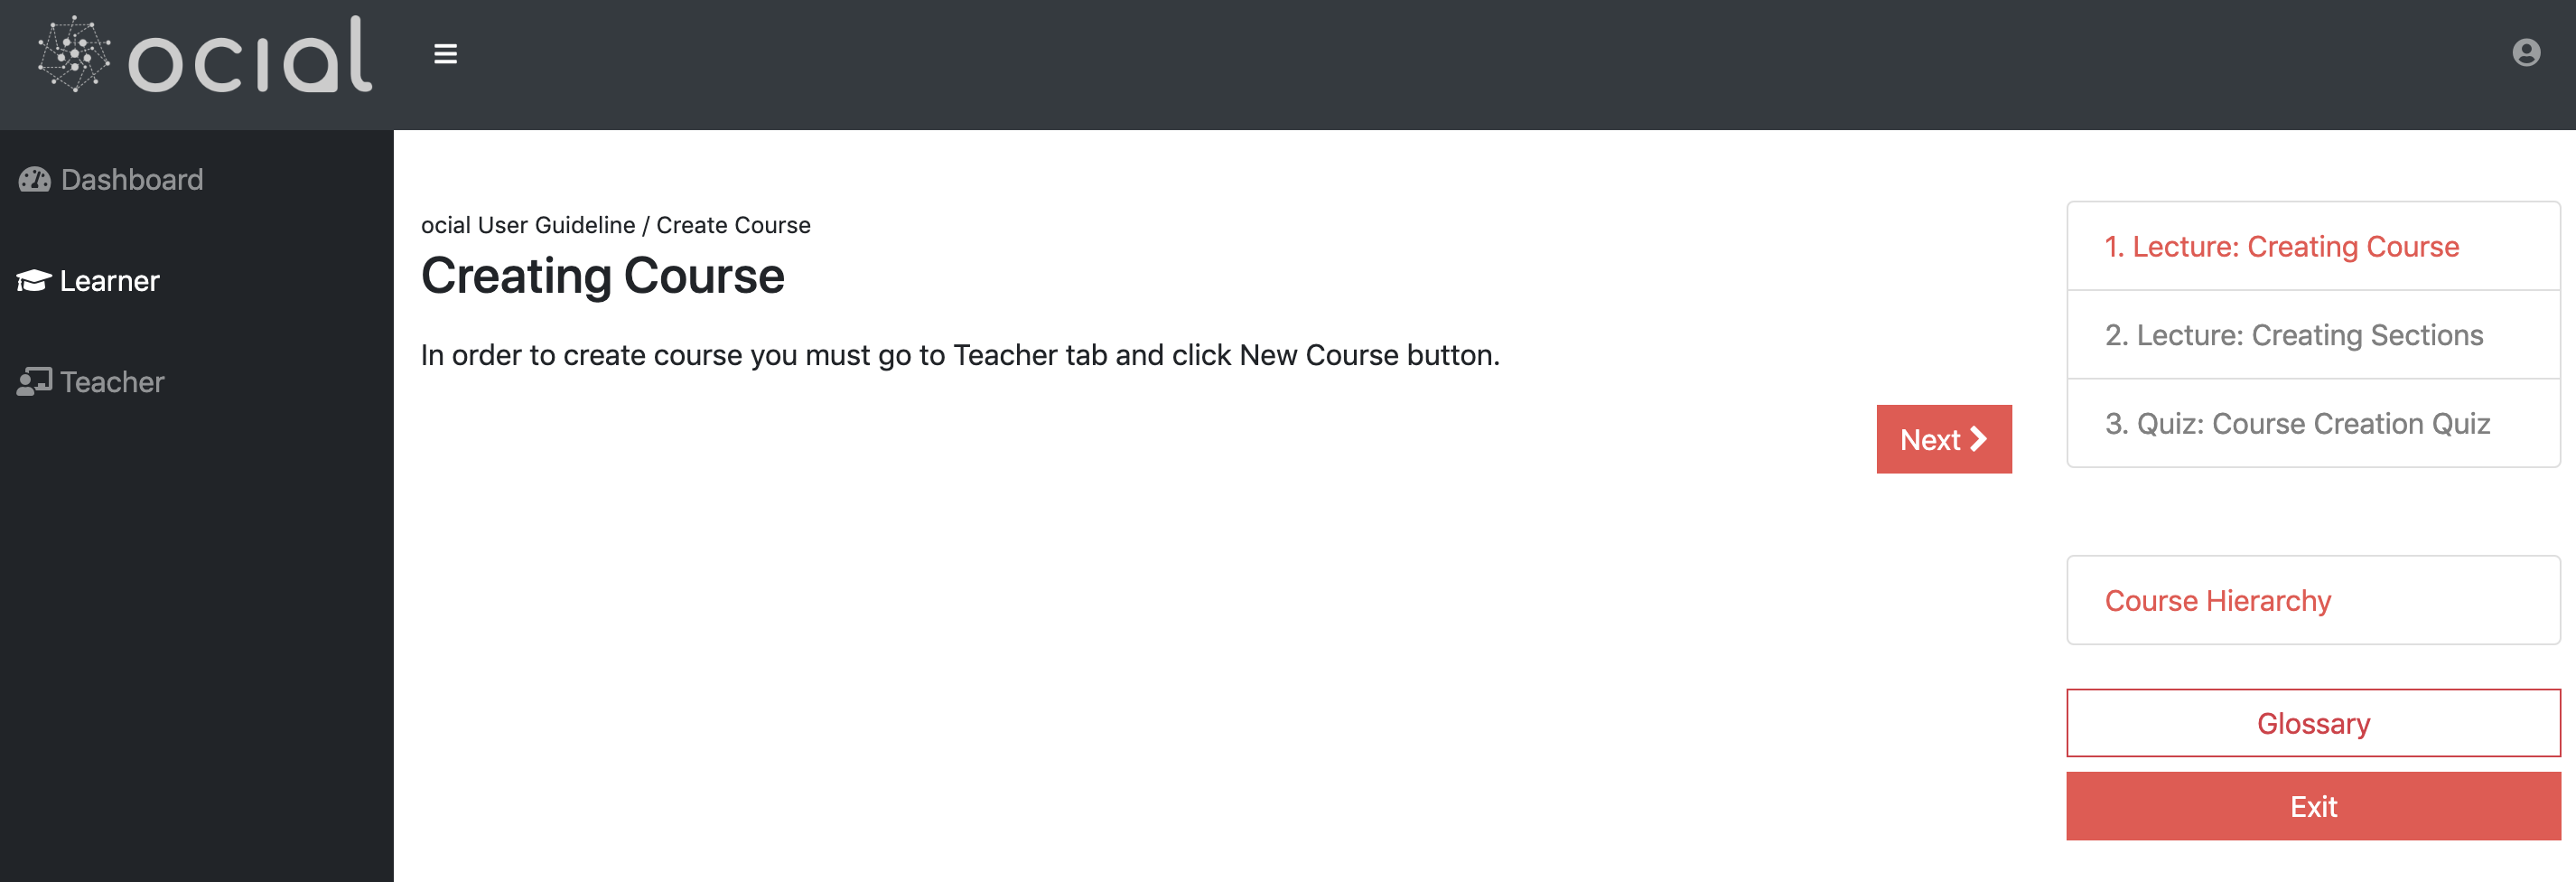 ocial
Dashboard
Learner
Teacher
ocial User Guideline / Create Course
Creating Course
In order to create course you must go to Teacher tab and click New Course button.
Next
1. Lecture: Creating Course
2. Lecture: Creating Sections
3. Quiz: Course Creation Quiz
Course Hierarchy
Glossary
Exit